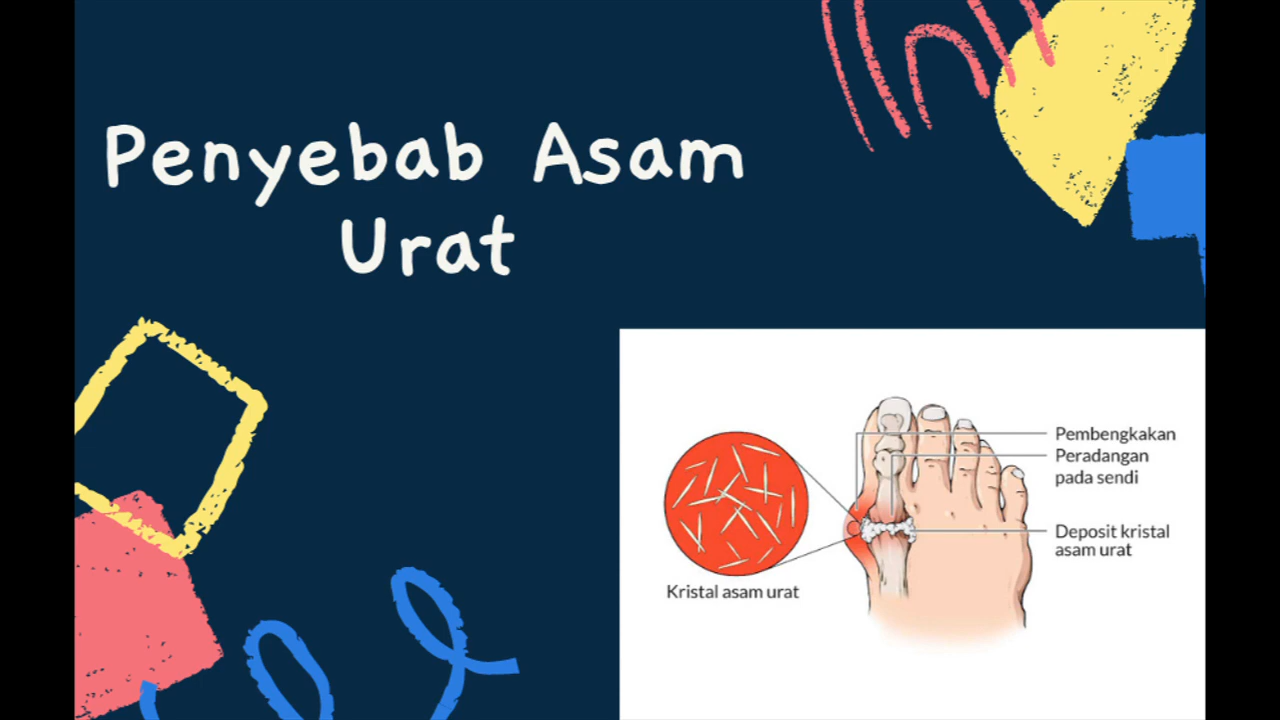 Penyebab Asam
Urat
Pembengkakan
Peradangan
pada sendi
Deposit kristal
asam urat
Kristal asam urat